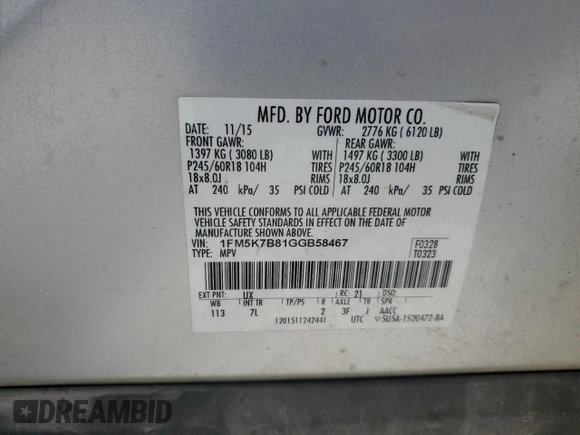 MFD. BY FORD MOTOR CO.
DATE: 11/15 GVWR: 2776 KG ( 6120 LB)
FRONT GAWR: REAR GAWR:
1397 KG ( 3080 LB) WITH 1497 KG ( 3300 LB) WITH
P245/60R18 104H TIRES P245/60R18 104H TIRES
18x8.0J RIMS 18x8.0J RIMS
AT 240 kPa/ 35 PSI COLD AT 240 kPa/ 35 PSI COLD
THIS VEHICLE CONFORMS TO ALL APPLICABLE FEDERAL MOTOR
VEHICLE SAFETY STANDARDS IN EFFECT ON THE DATE OF
MANUFACTURE SHOWN ABOVE.
VIN: 1FM5K7B81GGB58467 F0328
TYPE: MPV T0323
EXT PNT: UX RC: 21 DSO:
WB INT TR TP/PS R AXLE TR SPR
113 7L 2 3F J AACC
1201511242441 UTC ▽5U5A-1520472-BA
DREAMBID